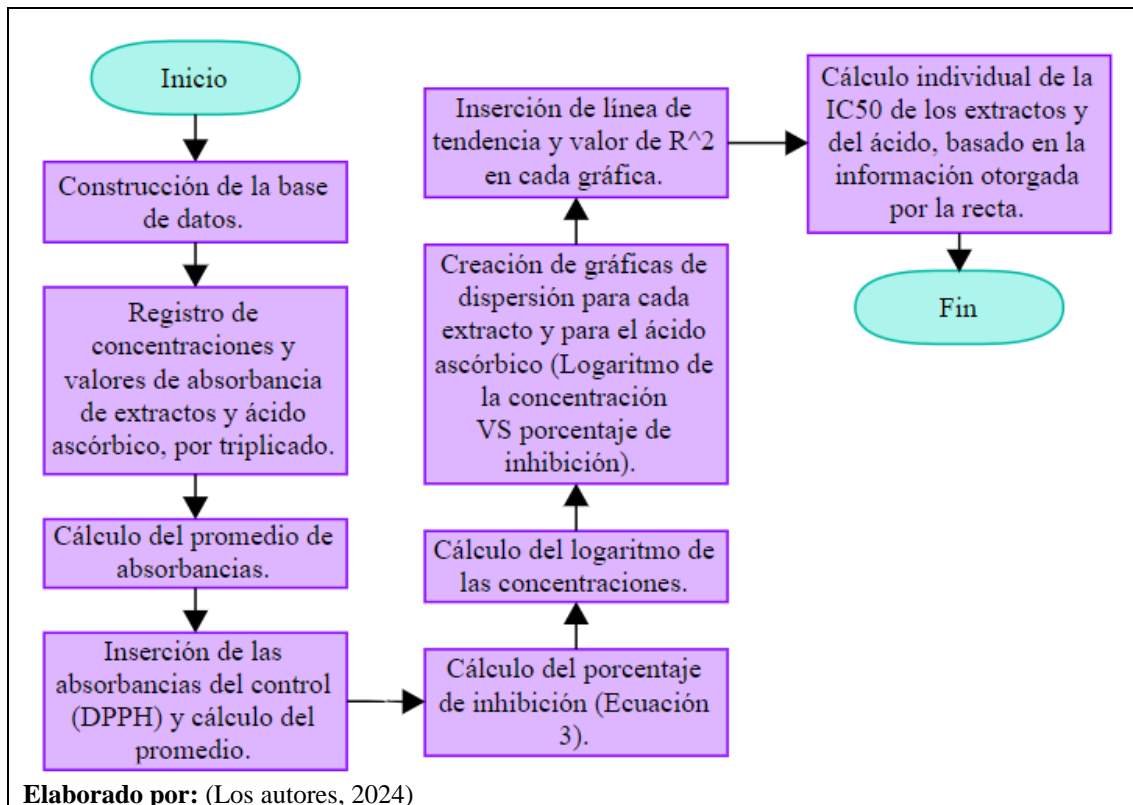 Inicio
Construcción de la base
de datos.
Registro de
concentraciones y
valores de absorbancia
de extractos y ácido
ascórbico, por triplicado.
Cálculo del promedio de
absorbancias.
Inserción de las
absorbancias del control
(DPPH) y cálculo del
promedio.
Cálculo del porcentaje
de inhibición (Ecuación
3).
Cálculo del logaritmo de
las concentraciones.
Creación de gráficas de
dispersión para cada
extracto y para el ácido
ascórbico (Logaritmo de
la concentración
VS porcentaje de
inhibición).
Inserción de línea de
tendencia y valor de R^2
en cada gráfica.
Cálculo individual de la
IC50 de los extractos y
del ácido, basado en la
información otorgada
por la recta.
Fin
Elaborado por: (Los autores, 2024)